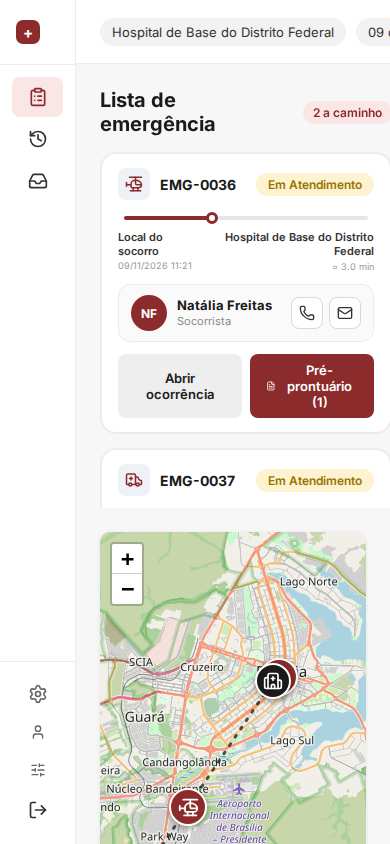 Hospital de Base do Distrito Federal
09
Lista de
emergência
2 a caminho
EMG-0036
Em Atendimento
Local do
socorro
09/11/2026 11:21
Hospital de Base do Distrito
Federal
≈ 3.0 min
NF
Natália Freitas
Socorrista
Abrir
ocorrência
Pré-
prontuário
(1)
EMG-0037
Em Atendimento
+
−
Lago Norte
SCIA
Cruzeiro
Guará
Lago Sul
Candangolândia
eira
Núcleo Bandeirante
ndo
Aeroporto
Internacional
de Brasília
– Presidente
Park Way